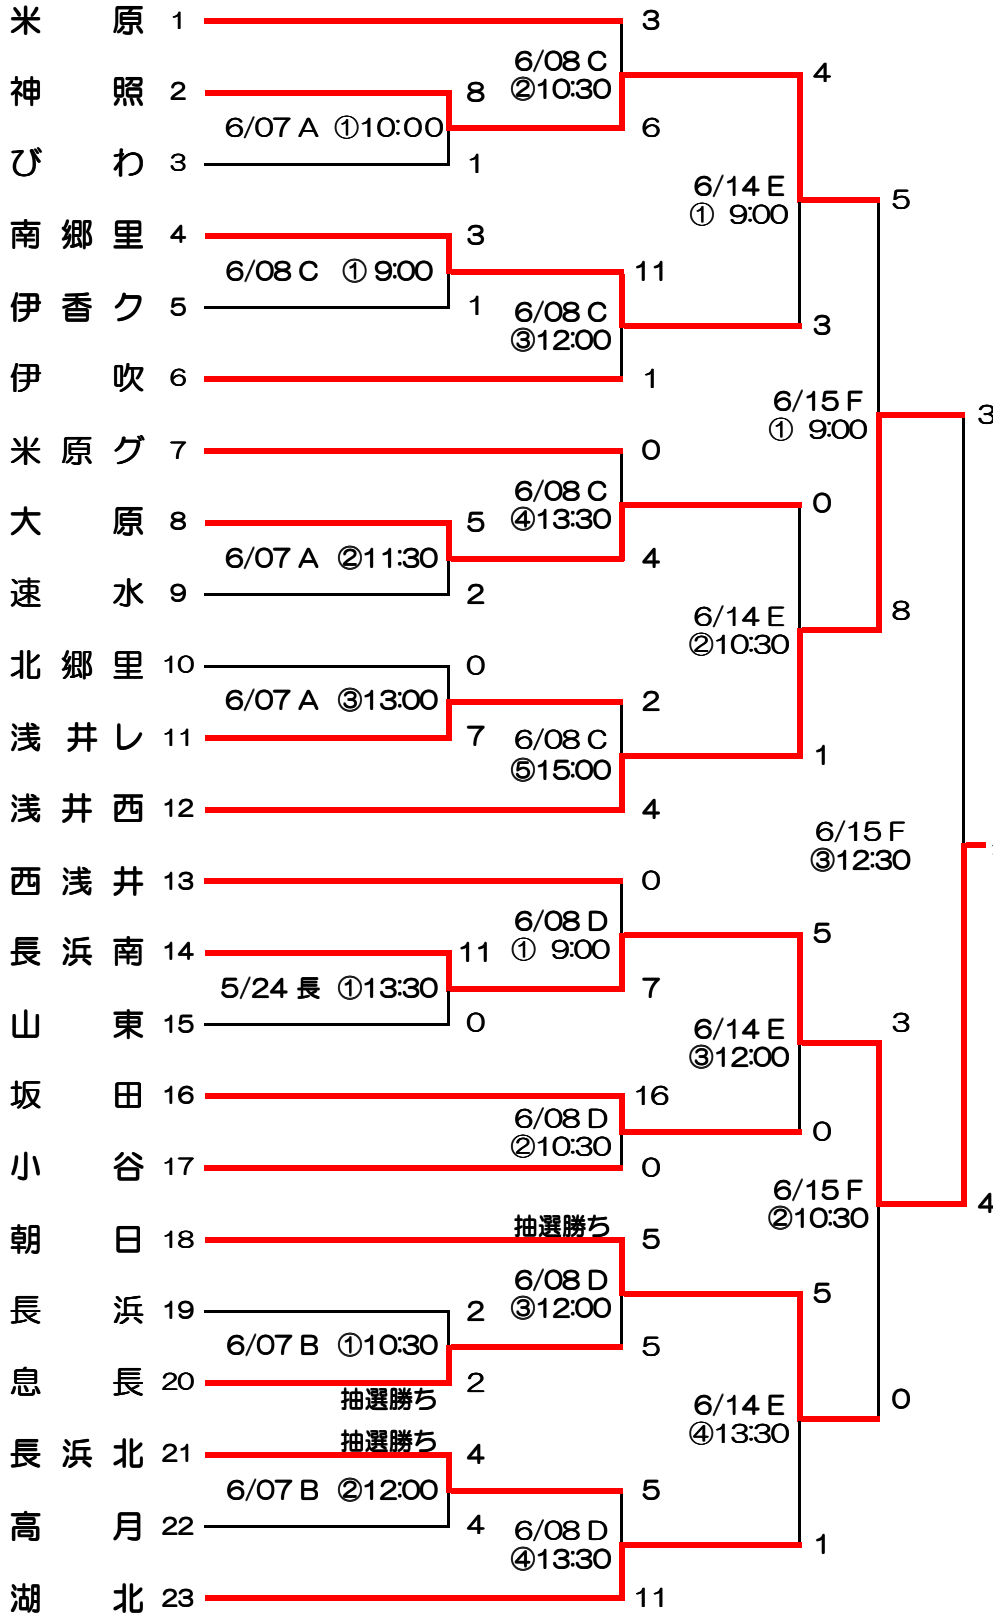 米原 1 3
6/08 C
②10:30
4
神照 2 8
6/07 A ①10:00
6
びわ 3 1
6/14 E
① 9:00
5
南郷里 4 3
6/08 C ① 9:00
11
伊香ク 5 1
6/08 C
③12:00
3
伊吹 6 1
6/15 F
① 9:00
3
米原グ 7 0
6/08 C
④13:30
0
大原 8 5
6/07 A ②11:30
4
速水 9 2
6/14 E
②10:30
8
北郷里 10 0
6/07 A ③13:00
2
浅井レ 11 7
6/08 C
⑤15:00
1
浅井西 12 4
6/15 F
③12:30
西浅井 13 0
6/08 D
① 9:00
5
長浜南 14 11
5/24 長 ①13:30
7
山東 15 0
6/14 E
③12:00
3
坂田 16 16
6/08 D
②10:30
0
小谷 17 0
6/15 F
②10:30
4
抽選勝ち
朝日 18 5
6/08 D
③12:00
5
長浜 19 2
6/07 B ①10:30
5
息長 20 2
抽選勝ち
6/14 E
④13:30
0
抽選勝ち
長浜北 21 4
6/07 B ②12:00
5
高月 22 4
6/08 D
④13:30
1
湖北 23 11